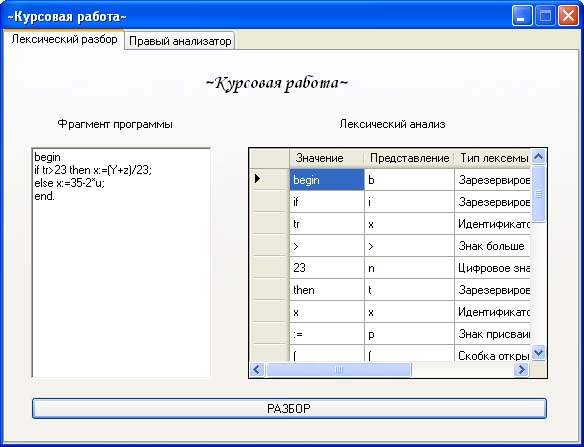 ~Курсовая работа~
Лексический разбор Правый анализатор
~Курсовая работа~
Фрагмент программы Лексический анализ
begin
if tr>23 then x:=(Y+z)/23;
else x:=35-2*u;
end.
Значение Представление Тип лексемы
begin b Зарезервиров
if i Зарезервиров
tr x Идентификато
> > Знак больше
23 n Цифровое зна
then t Зарезервиров
x x Идентификато
:= p Знак присваи
( ( Скобка откры
РАЗБОР